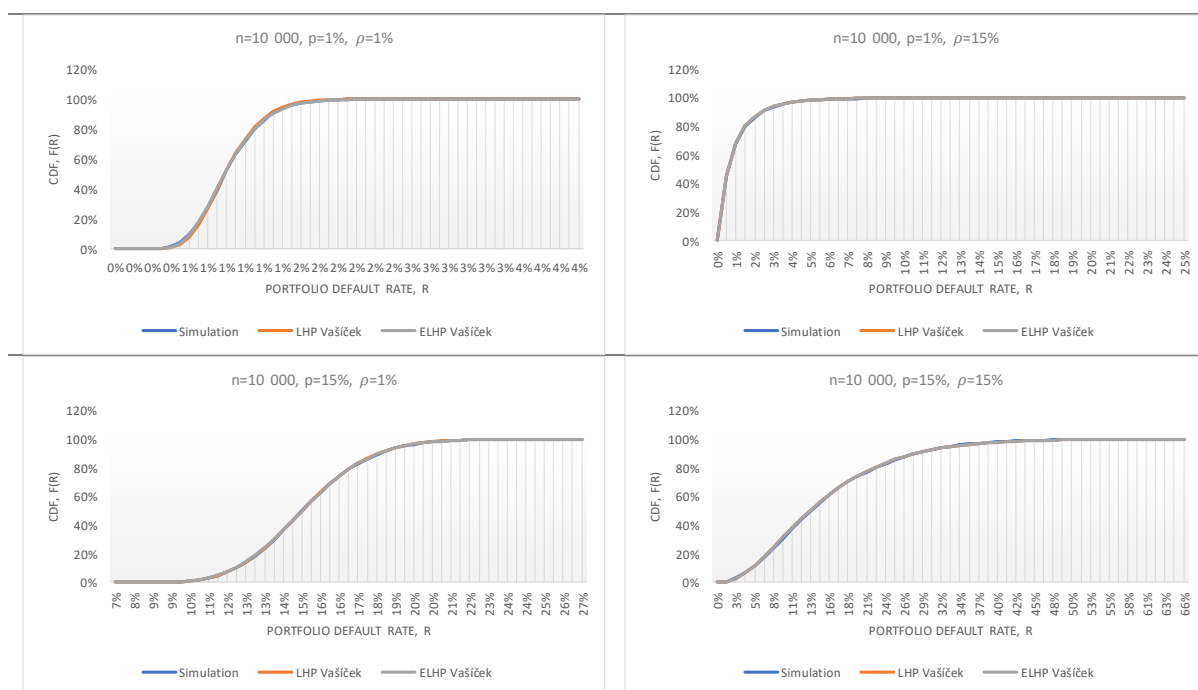 n=10 000, p=1%, ρ=1%
120%
100%
80%
60%
40%
20%
0%
CDF, F(R)
0% 0% 0% 0% 1% 1% 1% 1% 1% 1% 2% 2% 2% 2% 2% 3% 3% 3% 3% 3% 3% 3% 4% 4% 4% 4%
PORTFOLIO DEFAULT RATE, R
Simulation LHP Vašíček ELHP Vašíček
n=10 000, p=1%, ρ=15%
120%
100%
80%
60%
40%
20%
0%
CDF, F(R)
0% 1% 2% 3% 4% 5% 6% 7% 8% 9% 10% 11% 12% 13% 14% 15% 16% 17% 18% 19% 20% 21% 22% 23% 24% 25%
PORTFOLIO DEFAULT RATE, R
Simulation LHP Vašíček ELHP Vašíček
n=10 000, p=15%, ρ=1%
120%
100%
80%
60%
40%
20%
0%
CDF, F(R)
7% 8% 9% 9% 10% 11% 12% 13% 13% 14% 15% 16% 17% 17% 18% 19% 20% 20% 21% 22% 23% 24% 24% 25% 26% 27%
PORTFOLIO DEFAULT RATE, R
Simulation LHP Vašíček ELHP Vašíček
n=10 000, p=15%, ρ=15%
120%
100%
80%
60%
40%
20%
0%
CDF, F(R)
0% 3% 5% 8% 11% 13% 16% 18% 21% 24% 26% 29% 32% 34% 37% 40% 42% 45% 48% 50% 53% 55% 58% 61% 63% 66%
PORTFOLIO DEFAULT RATE, R
Simulation LHP Vašíček ELHP Vašíček